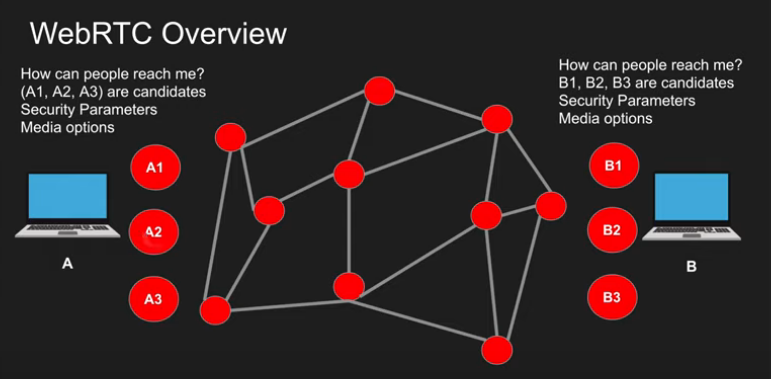 WebRTC Overview
How can people reach me?
(A1, A2, A3) are candidates
Security Parameters
Media options
How can people reach me?
B1, B2, B3 are candidates
Security Parameters
Media options
A1
A2
A3
A
B1
B2
B3
B